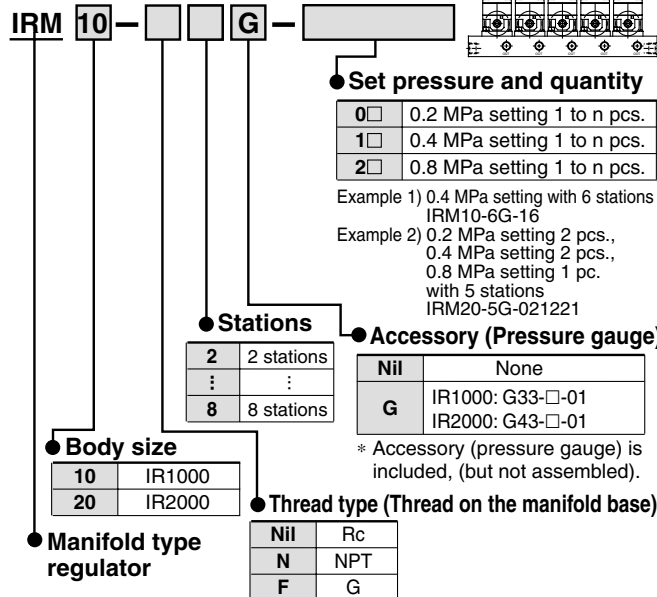 IRM 10 – □ □ G – □
Set pressure and quantity
0□ 0.2 MPa setting 1 to n pcs.
1□ 0.4 MPa setting 1 to n pcs.
2□ 0.8 MPa setting 1 to n pcs.
Example 1) 0.4 MPa setting with 6 stations
IRM10-6G-16
Example 2) 0.2 MPa setting 2 pcs.,
0.4 MPa setting 2 pcs.,
0.8 MPa setting 1 pc.
with 5 stations
IRM20-5G-021221
Accessory (Pressure gauge)
Nil None
G IR1000: G33-□-01
IR2000: G43-□-01
* Accessory (pressure gauge) is
included, (but not assembled).
Stations
2 2 stations
⋮ ⋮
8 8 stations
Thread type (Thread on the manifold base)
Nil Rc
N NPT
F G
Body size
10 IR1000
20 IR2000
Manifold type
regulator